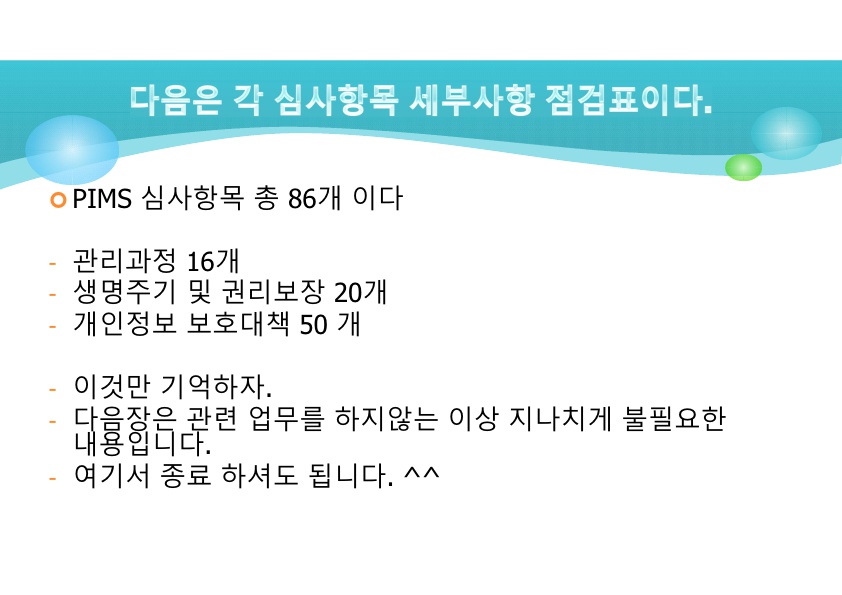 다음은 각 심사항목 세부사항 점검표이다.
PIMS 심사항목 총 86개 이다
- 관리과정 16개
- 생명주기 및 권리보장 20개
- 개인정보 보호대책 50 개
- 이것만 기억하자.
- 다음장은 관련 업무를 하지않는 이상 지나치게 불필요한
내용입니다.
- 여기서 종료 하셔도 됩니다. ^^